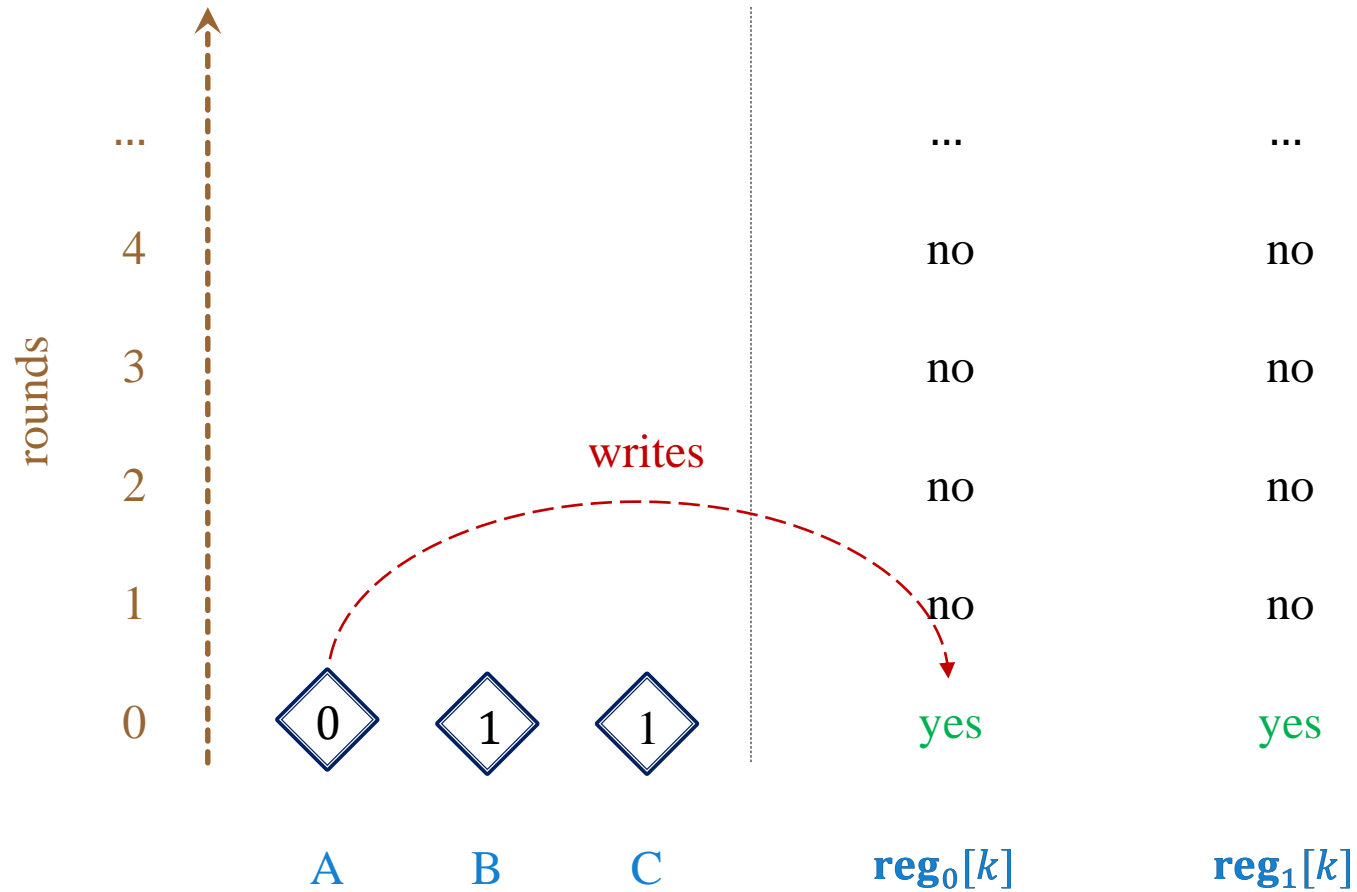 ... ... ...
4 no no
3 no no
rounds
writes
2 no no
1 no no
0 0 1 1 yes yes
A B C reg₀[k] reg₁[k]